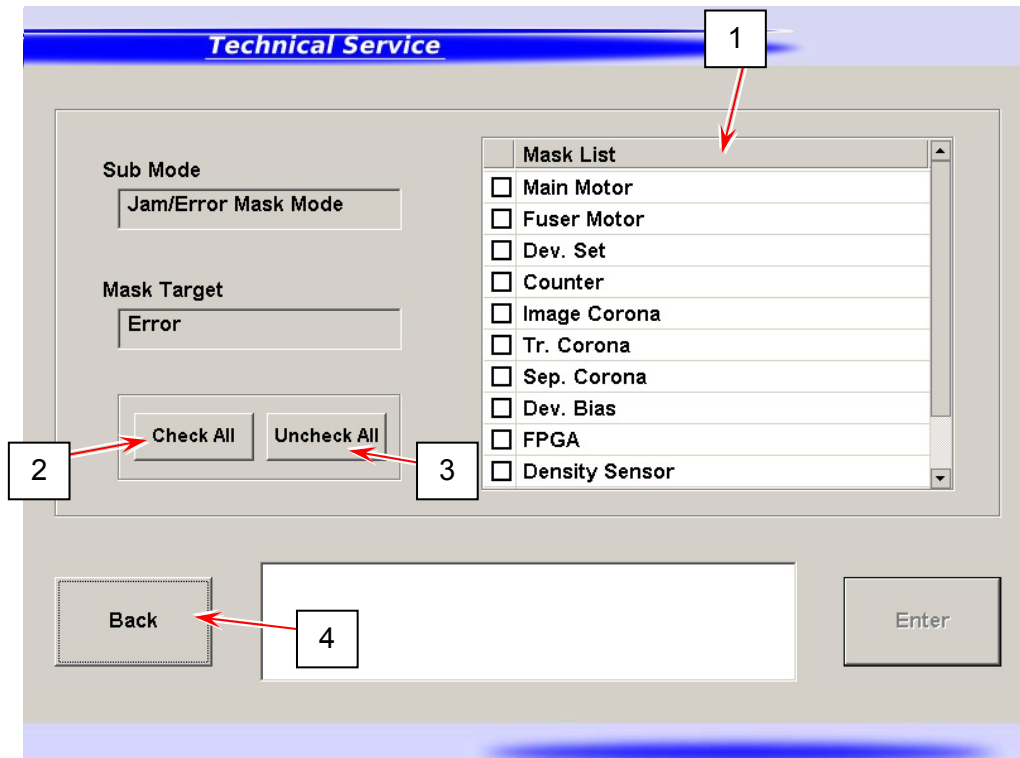 Technical Service
1
Sub Mode
Jam/Error Mask Mode
Mask Target
Error
Check All
Uncheck All
2
3
Mask List
Main Motor
Fuser Motor
Dev. Set
Counter
Image Corona
Tr. Corona
Sep. Corona
Dev. Bias
FPGA
Density Sensor
Back
4
Enter